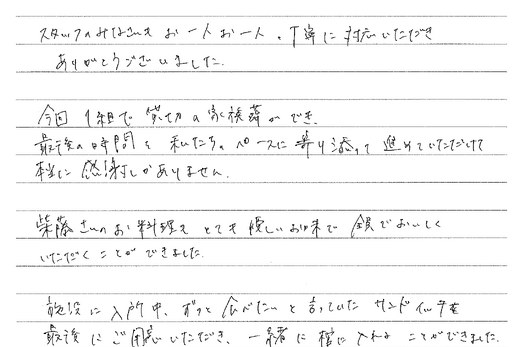 スタッフのみなさまお一人お一人、丁寧に対応いただき
ありがとうございました。
今回 1組で貸切の家族葬ができ、
最後の時間を私たちのペースに寄り添って進めていただけて
本当に感謝しかありません。
柴藤さんのお料理もとても優しいお味で全員でおいしく
いただくことができました。
施設に入所中、ずっと食べたいと言っていたサンドイッチを
最後にご用意いただき、一緒に棺に入れることができました。